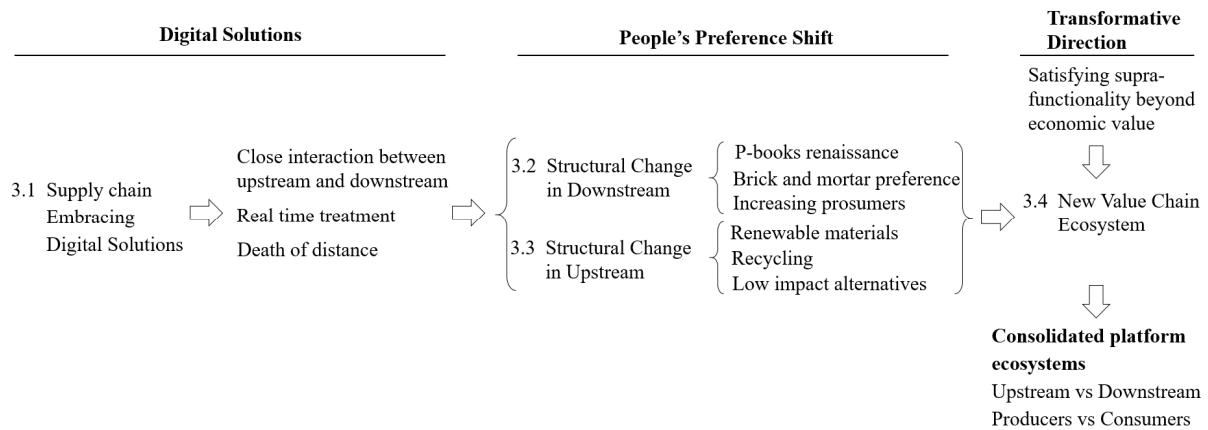 Digital Solutions
People's Preference Shift
Transformative
Direction
Satisfying supra-
functionality beyond
economic value
3.1 Supply chain
Embracing
Digital Solutions
Close interaction between
upstream and downstream
Real time treatment
Death of distance
3.2 Structural Change
in Downstream
P-books renaissance
Brick and mortar preference
Increasing prosumers
3.3 Structural Change
in Upstream
Renewable materials
Recycling
Low impact alternatives
3.4 New Value Chain
Ecosystem
Consolidated platform
ecosystems
Upstream vs Downstream
Producers vs Consumers